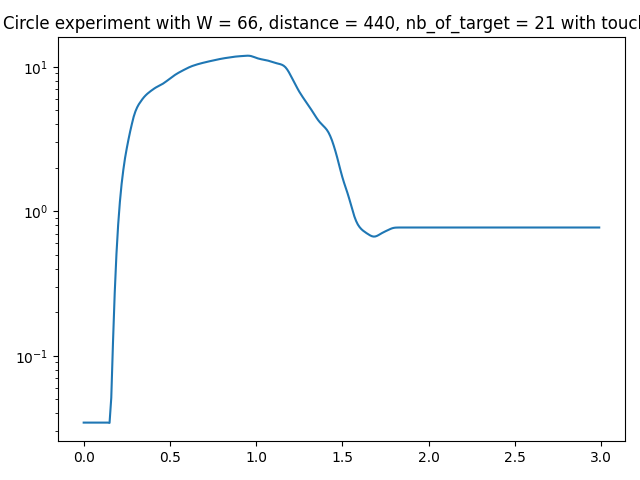 Circle experiment with W = 66, distance = 440, nb_of_target = 21 with
10¹
10⁰
10⁻¹
0.0 0.5 1.0 1.5 2.0 2.5 3.0